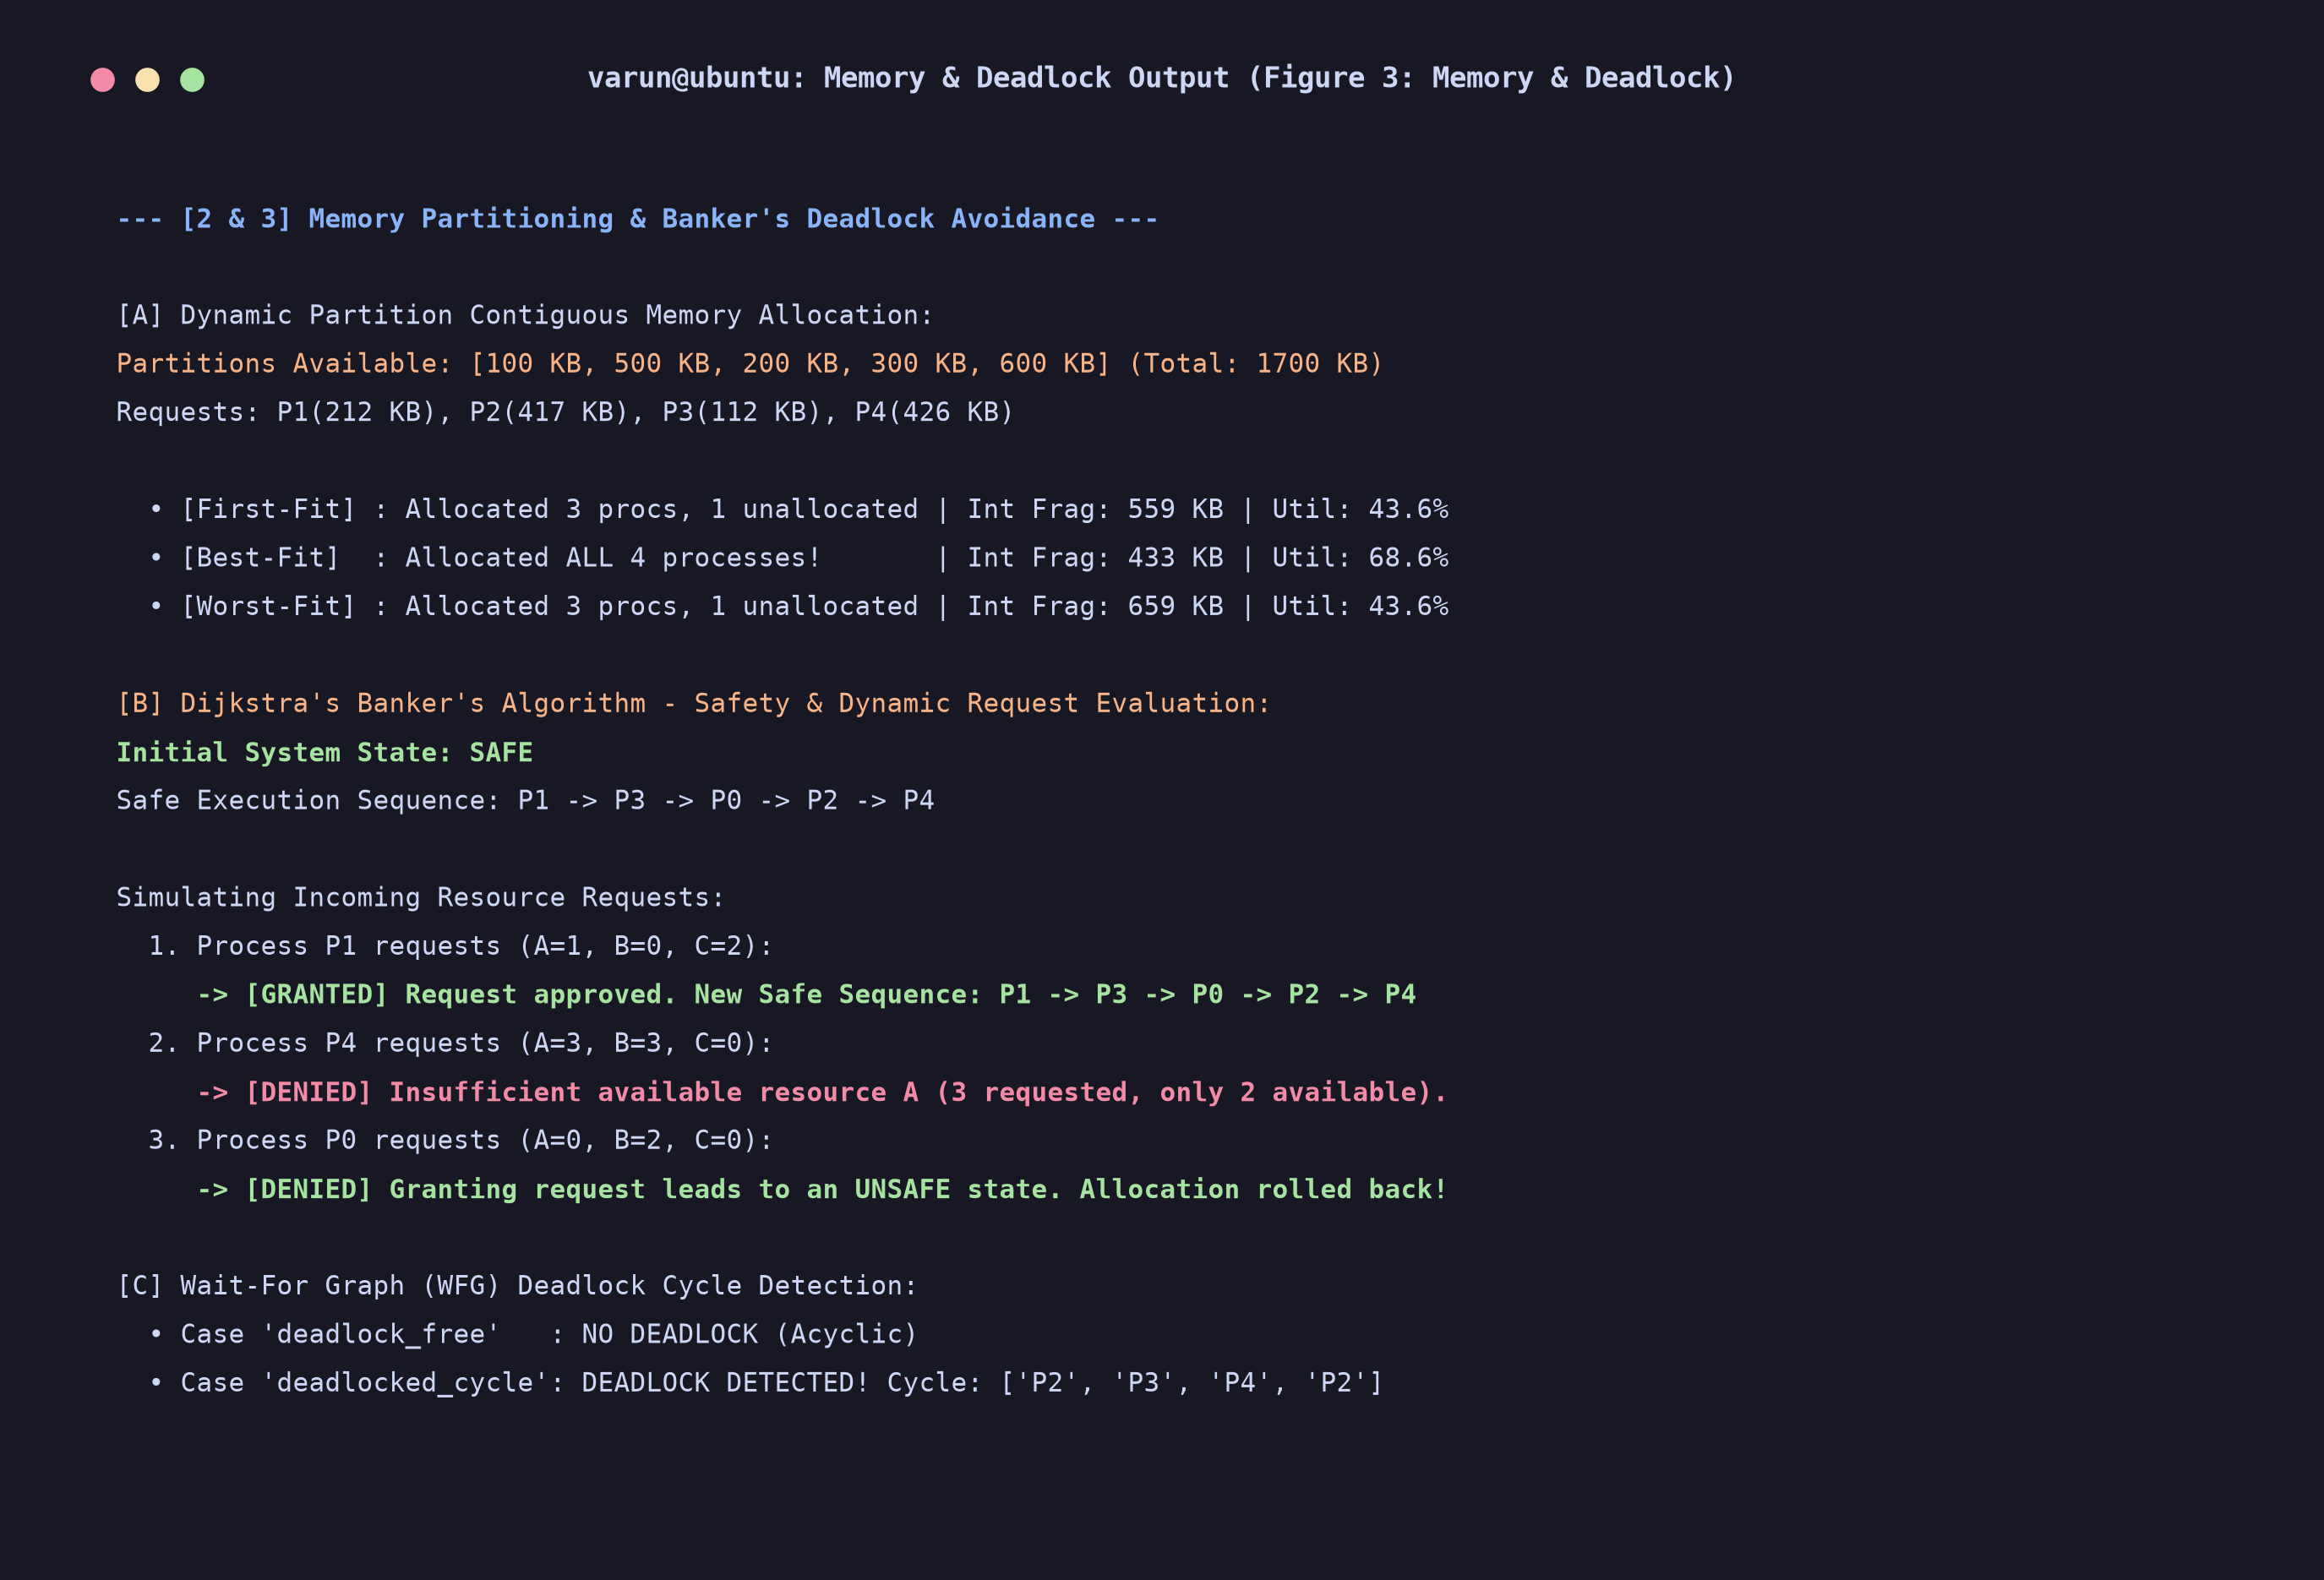 varun@ubuntu: Memory & Deadlock Output (Figure 3: Memory & Deadlock)
--- [2 & 3] Memory Partitioning & Banker's Deadlock Avoidance ---
[A] Dynamic Partition Contiguous Memory Allocation:
Partitions Available: [100 KB, 500 KB, 200 KB, 300 KB, 600 KB] (Total: 1700 KB)
Requests: P1(212 KB), P2(417 KB), P3(112 KB), P4(426 KB)
• [First-Fit] : Allocated 3 procs, 1 unallocated | Int Frag: 559 KB | Util: 43.6%
• [Best-Fit]  : Allocated ALL 4 processes!       | Int Frag: 433 KB | Util: 68.6%
• [Worst-Fit] : Allocated 3 procs, 1 unallocated | Int Frag: 659 KB | Util: 43.6%
[B] Dijkstra's Banker's Algorithm - Safety & Dynamic Request Evaluation:
Initial System State: SAFE
Safe Execution Sequence: P1 -> P3 -> P0 -> P2 -> P4
Simulating Incoming Resource Requests:
1. Process P1 requests (A=1, B=0, C=2):
-> [GRANTED] Request approved. New Safe Sequence: P1 -> P3 -> P0 -> P2 -> P4
2. Process P4 requests (A=3, B=3, C=0):
-> [DENIED] Insufficient available resource A (3 requested, only 2 available).
3. Process P0 requests (A=0, B=2, C=0):
-> [DENIED] Granting request leads to an UNSAFE state. Allocation rolled back!
[C] Wait-For Graph (WFG) Deadlock Cycle Detection:
• Case 'deadlock_free'   : NO DEADLOCK (Acyclic)
• Case 'deadlocked_cycle': DEADLOCK DETECTED! Cycle: ['P2', 'P3', 'P4', 'P2']